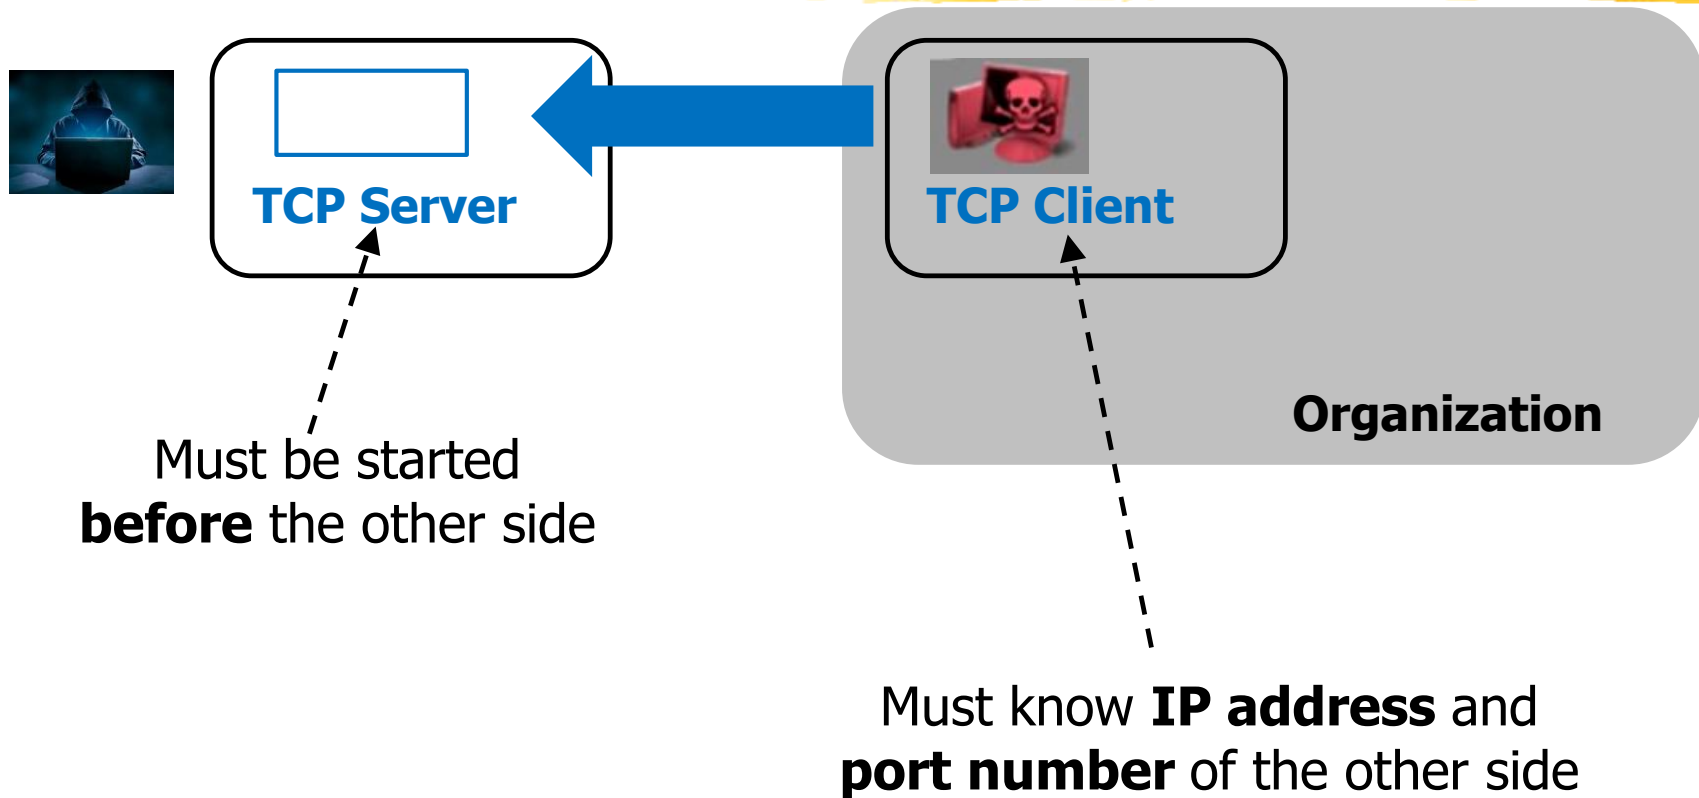 TCP Server
TCP Client
Organization
Must be started
before the other side
Must know IP address and
port number of the other side